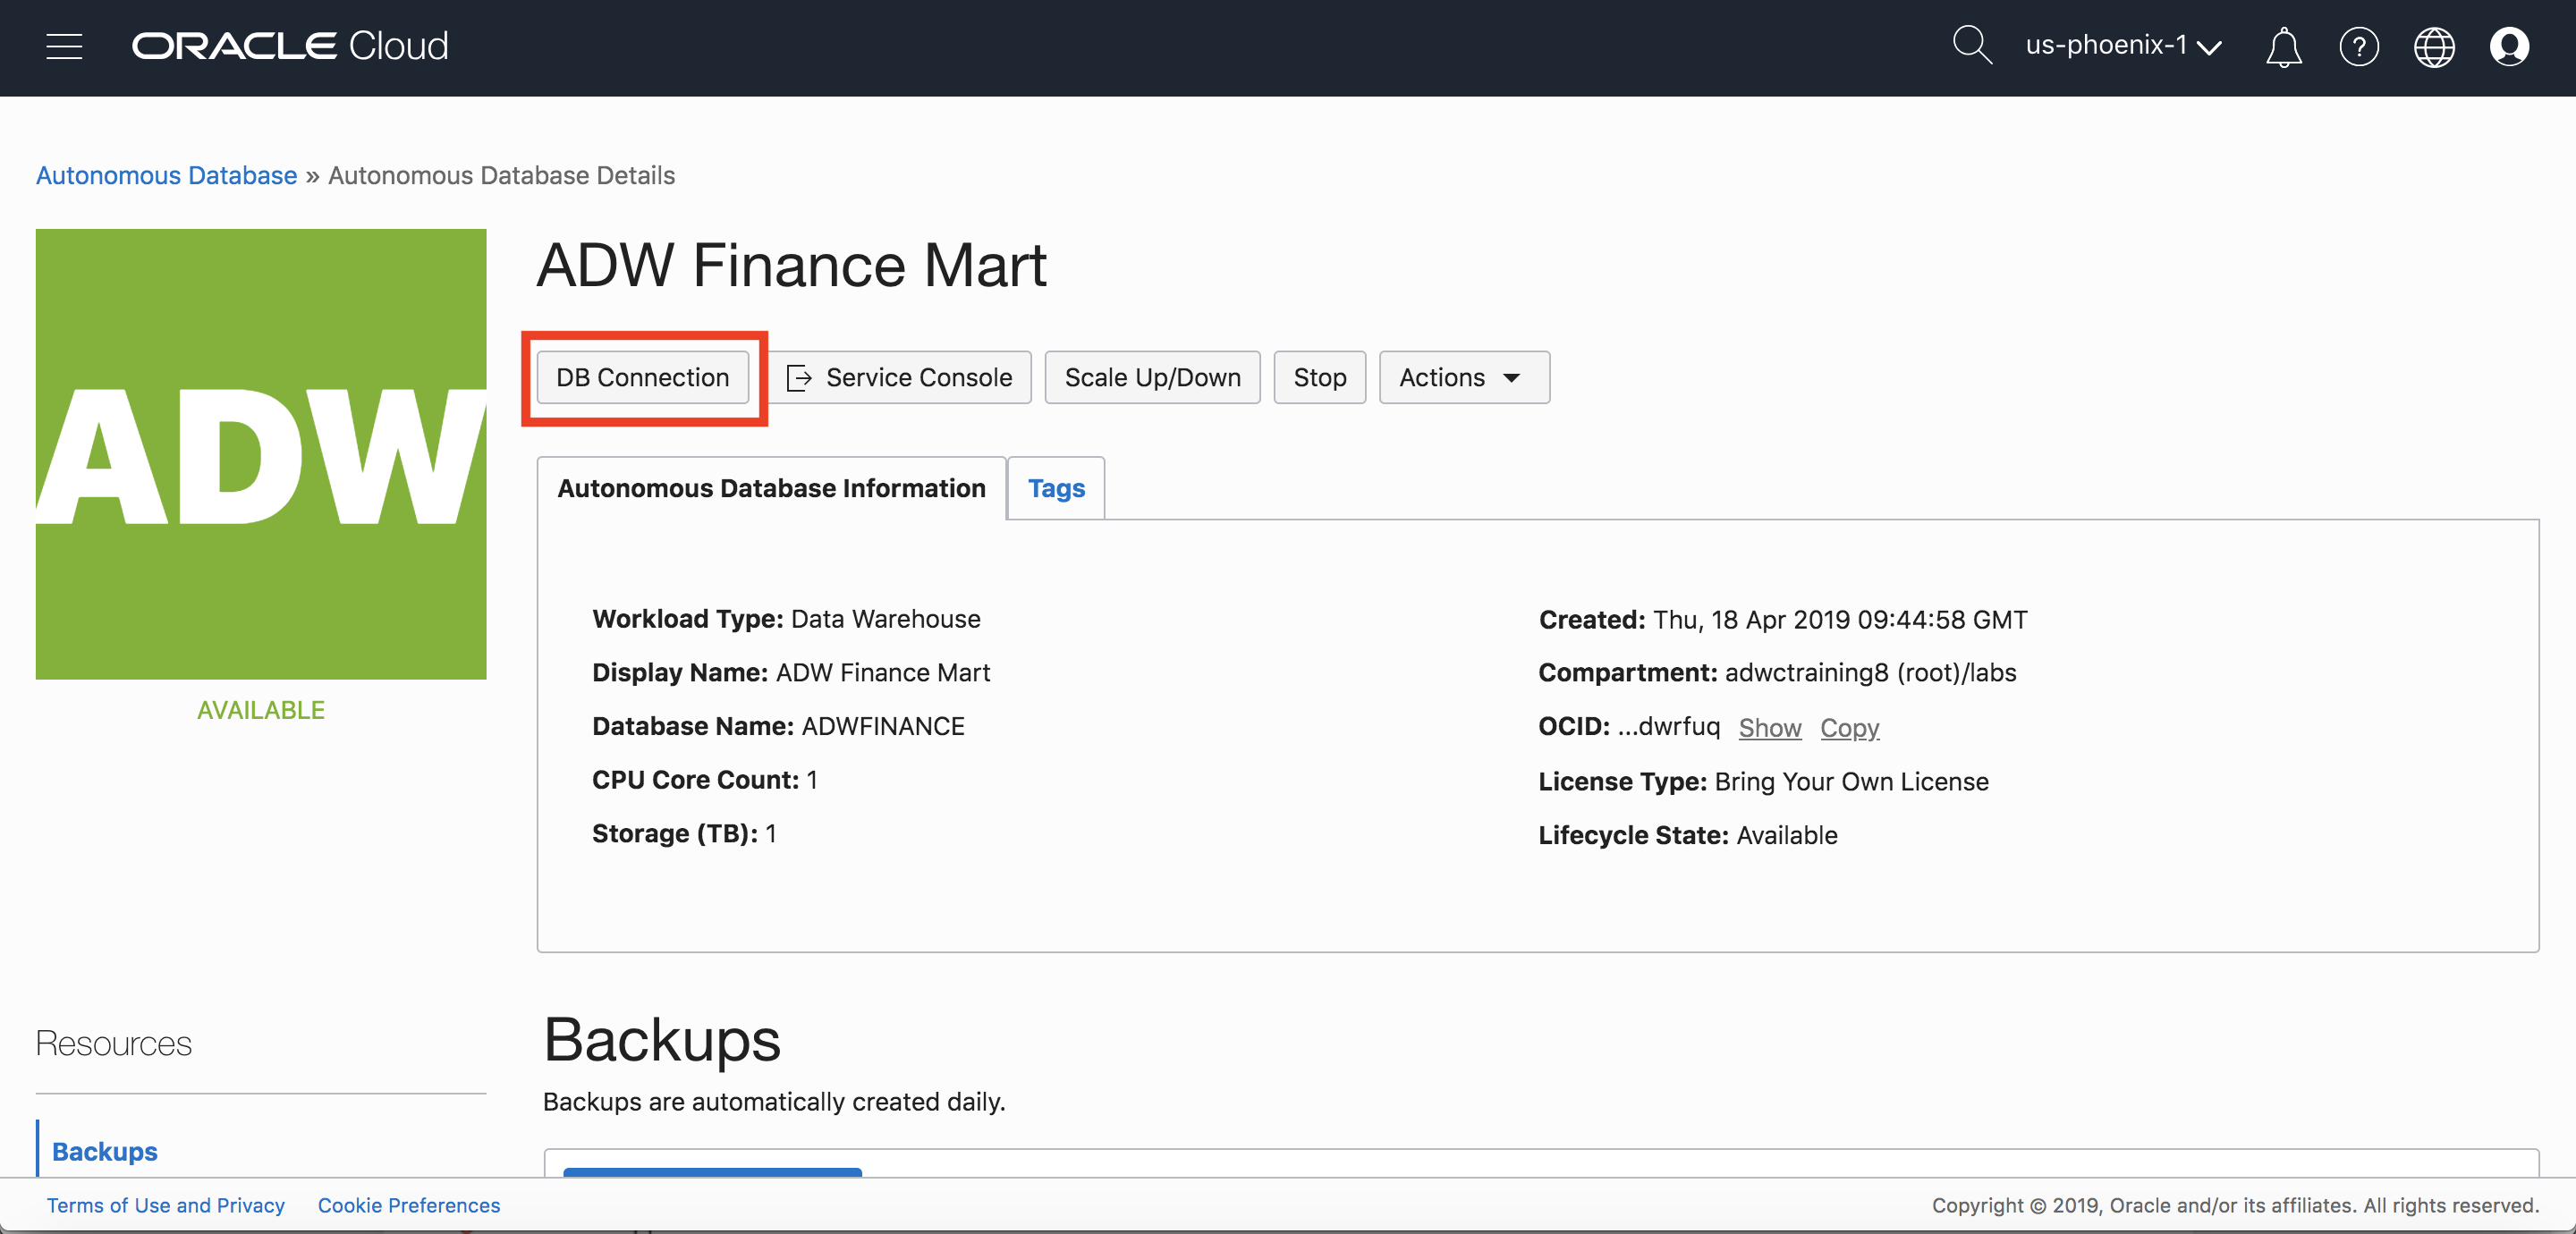 ORACLE Cloud
us-phoenix-1
?
Autonomous Database » Autonomous Database Details
ADW
AVAILABLE
ADW Finance Mart
DB Connection
Service Console
Scale Up/Down
Stop
Actions
Autonomous Database Information
Tags
Workload Type: Data Warehouse
Display Name: ADW Finance Mart
Database Name: ADWFINANCE
CPU Core Count: 1
Storage (TB): 1
Created: Thu, 18 Apr 2019 09:44:58 GMT
Compartment: adwctraining8 (root)/labs
OCID: ...dwrfuq Show Copy
License Type: Bring Your Own License
Lifecycle State: Available
Resources
Backups
Backups
Backups are automatically created daily.
Terms of Use and Privacy
Cookie Preferences
Copyright © 2019, Oracle and/or its affiliates. All rights reserved.